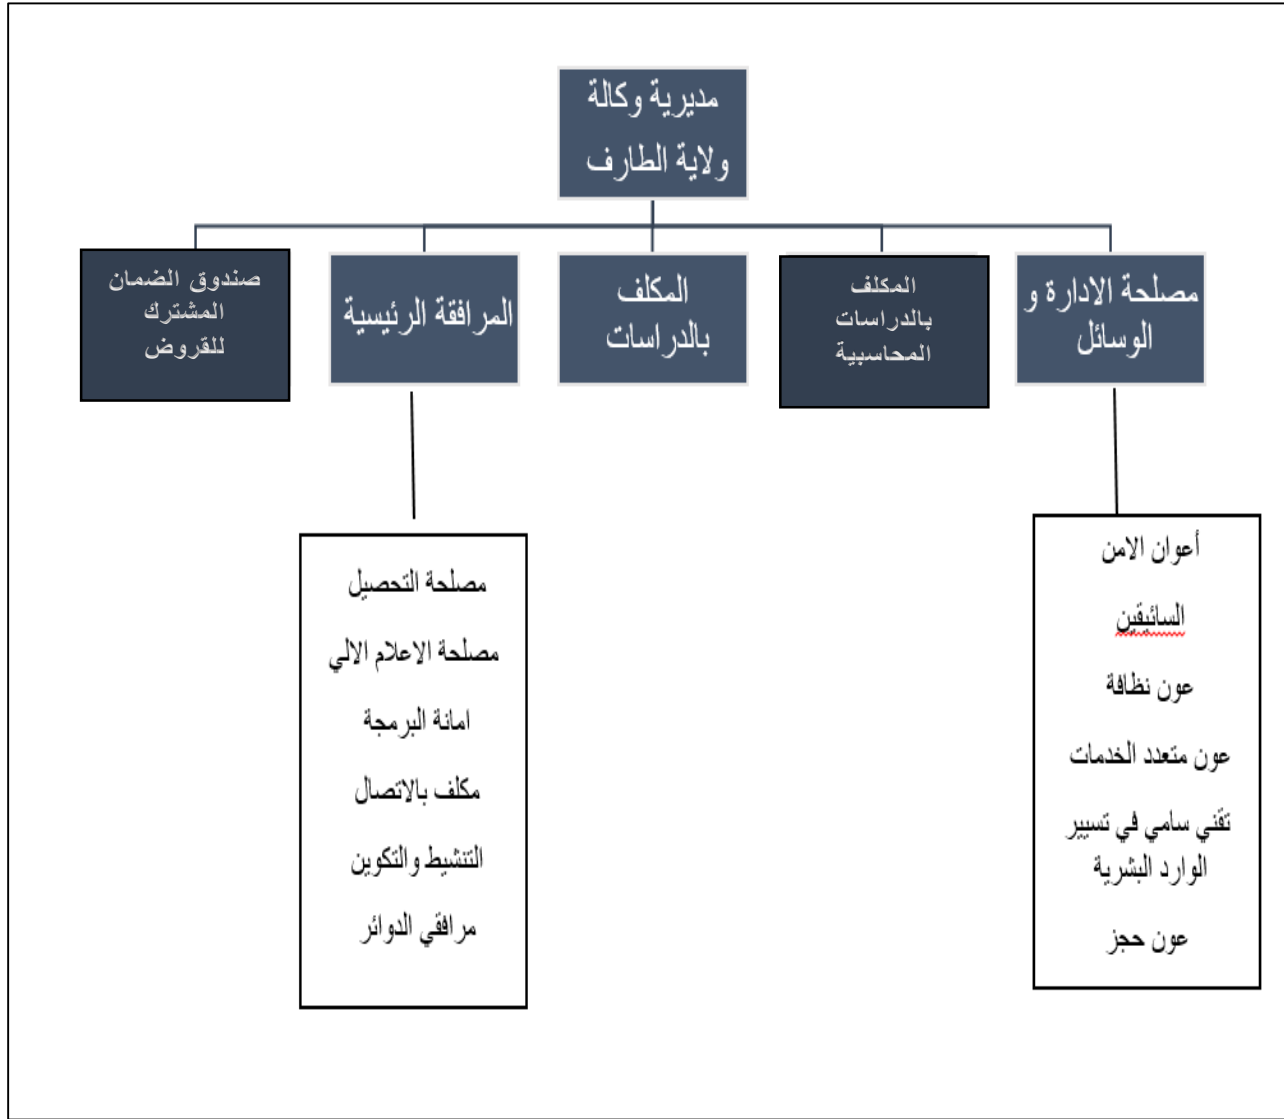 مديرية وكالة
ولاية الطارف
مصلحة الادارة و
الوسائل
المكلف
بالدراسات
المحاسبية
المكلف
بالدراسات
المرافقة الرئيسية
صندوق الضمان
المشترك
للقروض
أعوان الامن
السائيقين
عون نظافة
عون متعدد الخدمات
تقني سامي في تسيير
الوارد البشرية
عون حجز
مصلحة التحصيل
مصلحة الاعلام الالي
امانة البرمجة
مكلف بالاتصال
التنشيط والتكوين
مرافقي الدوائر